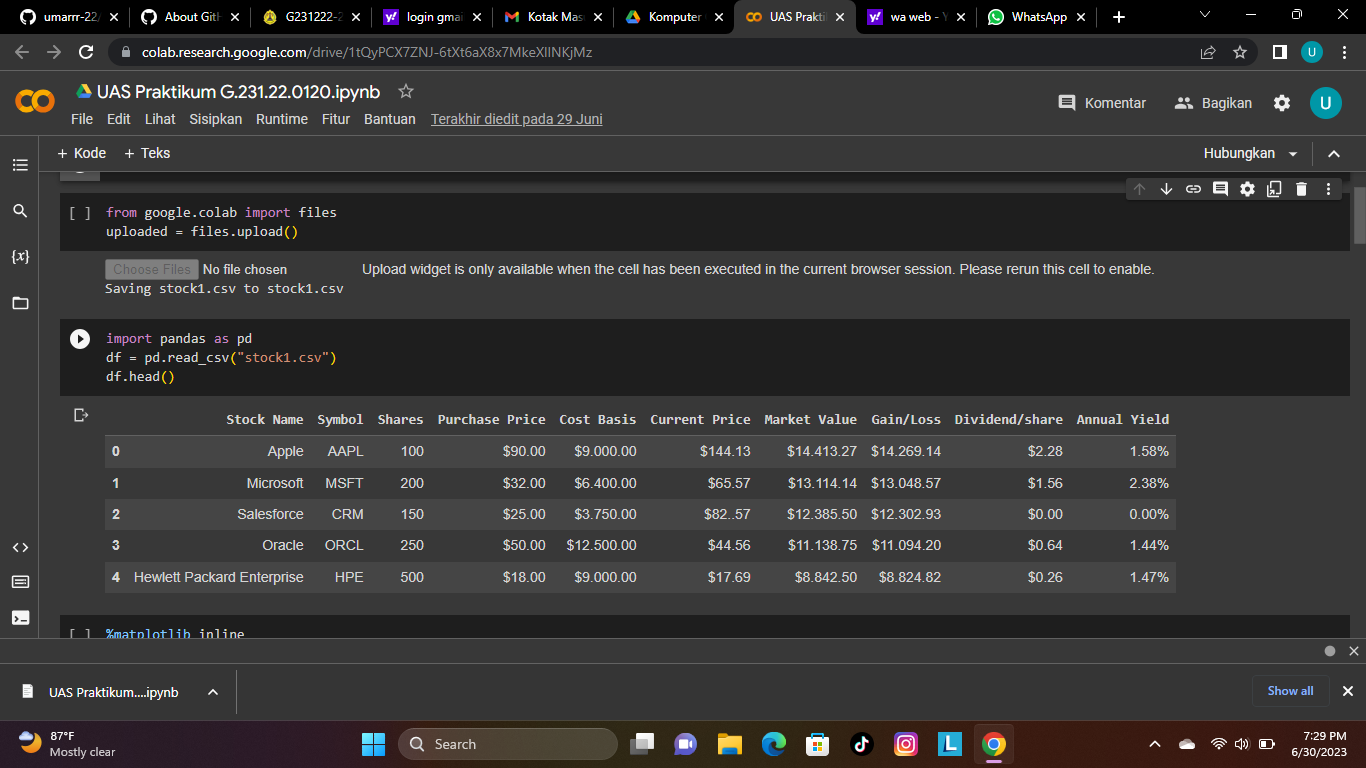 umarrr-22/
About GitH
G231222-2
login gmai
Kotak Mas
Komputer
UAS Prakti
wa web - Y
WhatsApp
colab.research.google.com/drive/1tQyPCX7ZNJ-6tXt6aX8x7MkeXIINKjMz
U
UAS Praktikum G.231.22.0120.ipynb
Komentar
Bagikan
U
File Edit Lihat Sisipkan Runtime Fitur Bantuan Terakhir diedit pada 29 Juni
+ Kode + Teks
Hubungkan
[ ] from google.colab import files
uploaded = files.upload()
Choose Files No file chosen Upload widget is only available when the cell has been executed in the current browser session. Please rerun this cell to enable.
Saving stock1.csv to stock1.csv
import pandas as pd
df = pd.read_csv("stock1.csv")
df.head()
Stock Name Symbol Shares Purchase Price Cost Basis Current Price Market Value Gain/Loss Dividend/share Annual Yield
0 Apple AAPL 100 $90.00 $9.000.00 $144.13 $14.413.27 $14.269.14 $2.28 1.58%
1 Microsoft MSFT 200 $32.00 $6.400.00 $65.57 $13.114.14 $13.048.57 $1.56 2.38%
2 Salesforce CRM 150 $25.00 $3.750.00 $82..57 $12.385.50 $12.302.93 $0.00 0.00%
3 Oracle ORCL 250 $50.00 $12.500.00 $44.56 $11.138.75 $11.094.20 $0.64 1.44%
4 Hewlett Packard Enterprise HPE 500 $18.00 $9.000.00 $17.69 $8.842.50 $8.824.82 $0.26 1.47%
[ ] %matplotlib inline
UAS Praktikum....ipynb
Show all
87°F
Mostly clear
Search
7:29 PM
6/30/2023